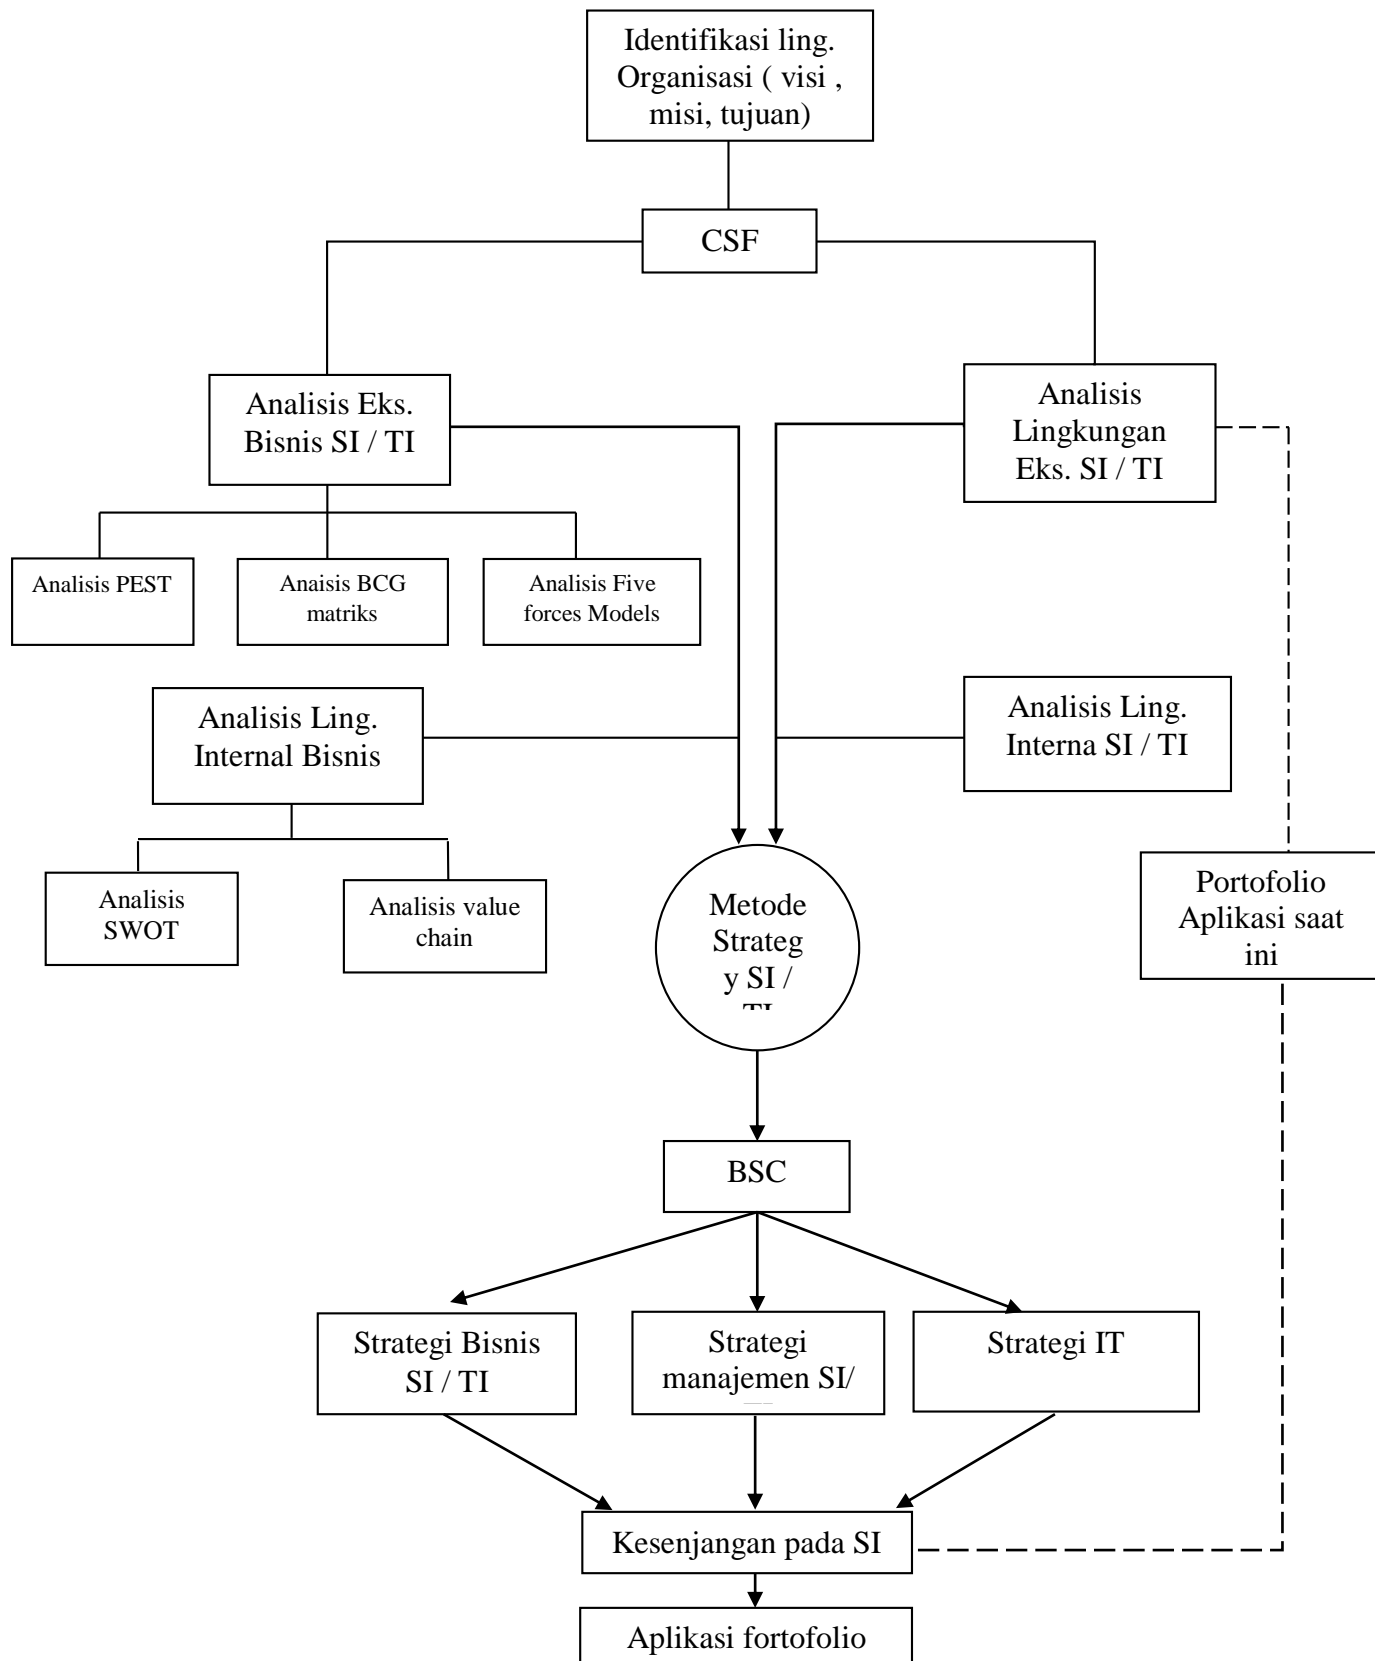 Identifikasi ling.
Organisasi ( visi ,
misi, tujuan)
CSF
Analisis Eks.
Bisnis SI / TI
Analisis
Lingkungan
Eks. SI / TI
Analisis PEST
Anaisis BCG
matriks
Analisis Five
forces Models
Analisis Ling.
Internal Bisnis
Analisis Ling.
Interna SI / TI
Analisis
SWOT
Analisis value
chain
Metode
Strateg
y SI /
Portofolio
Aplikasi saat
ini
BSC
Strategi Bisnis
SI / TI
Strategi
manajemen SI/
Strategi IT
Kesenjangan pada SI
Aplikasi fortofolio